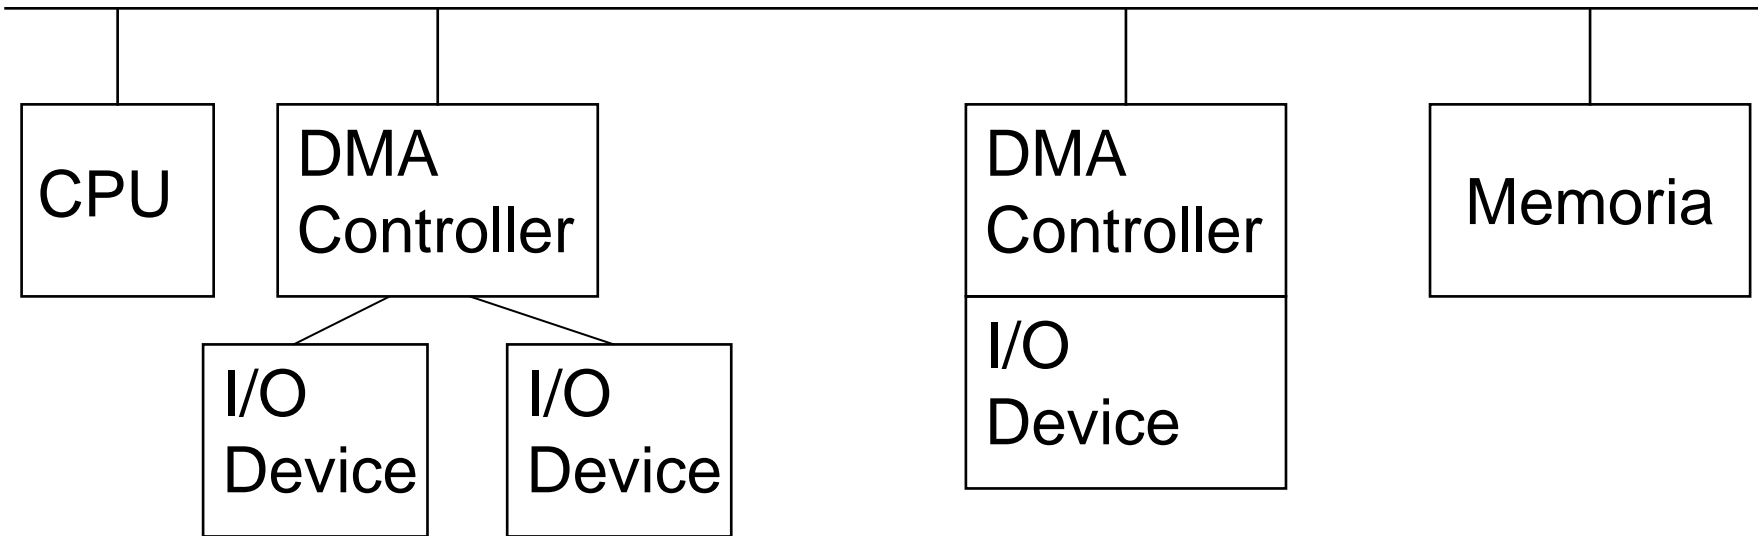 CPU
DMA
Controller
I/O
Device
I/O
Device
DMA
Controller
I/O
Device
Memoria